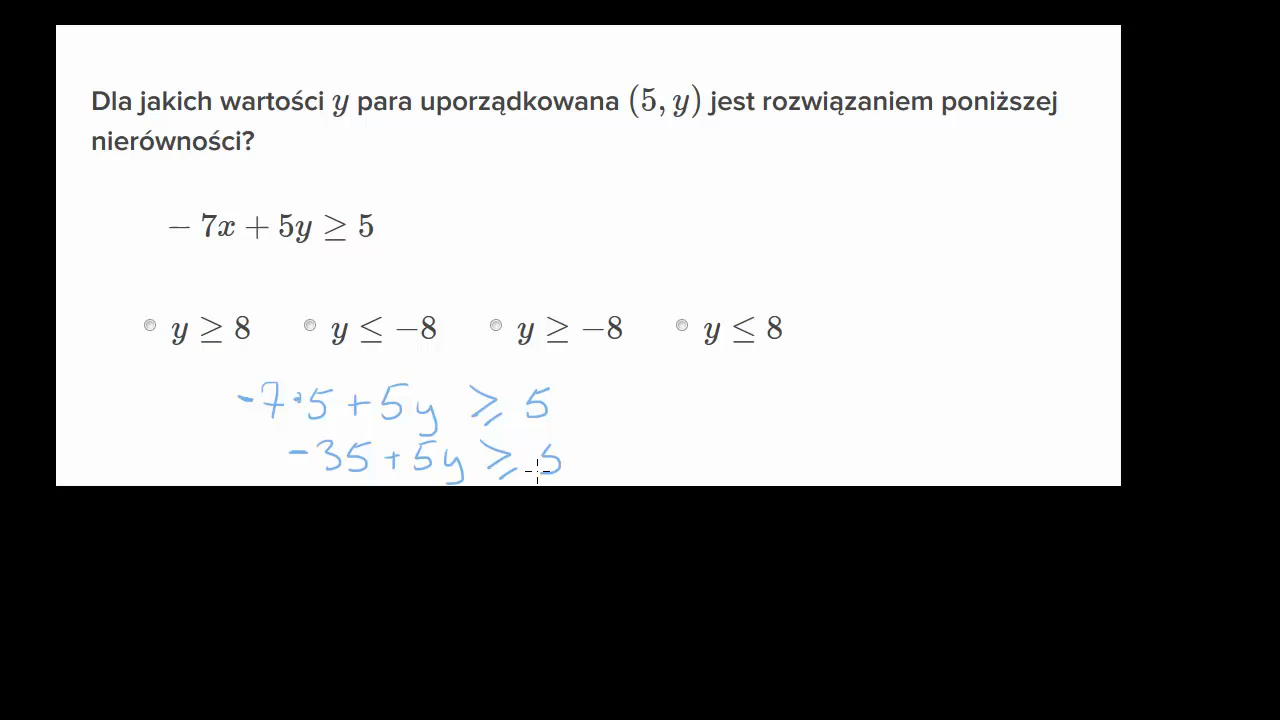 Dla jakich wartości y para uporządkowana (5, y) jest rozwiązaniem poniższej
nierówności?
− 7x + 5y ≥ 5
y ≥ 8 y ≤ −8 y ≥ −8 y ≤ 8
-7·5 + 5y ≥ 5
-35 + 5y ≥ 5